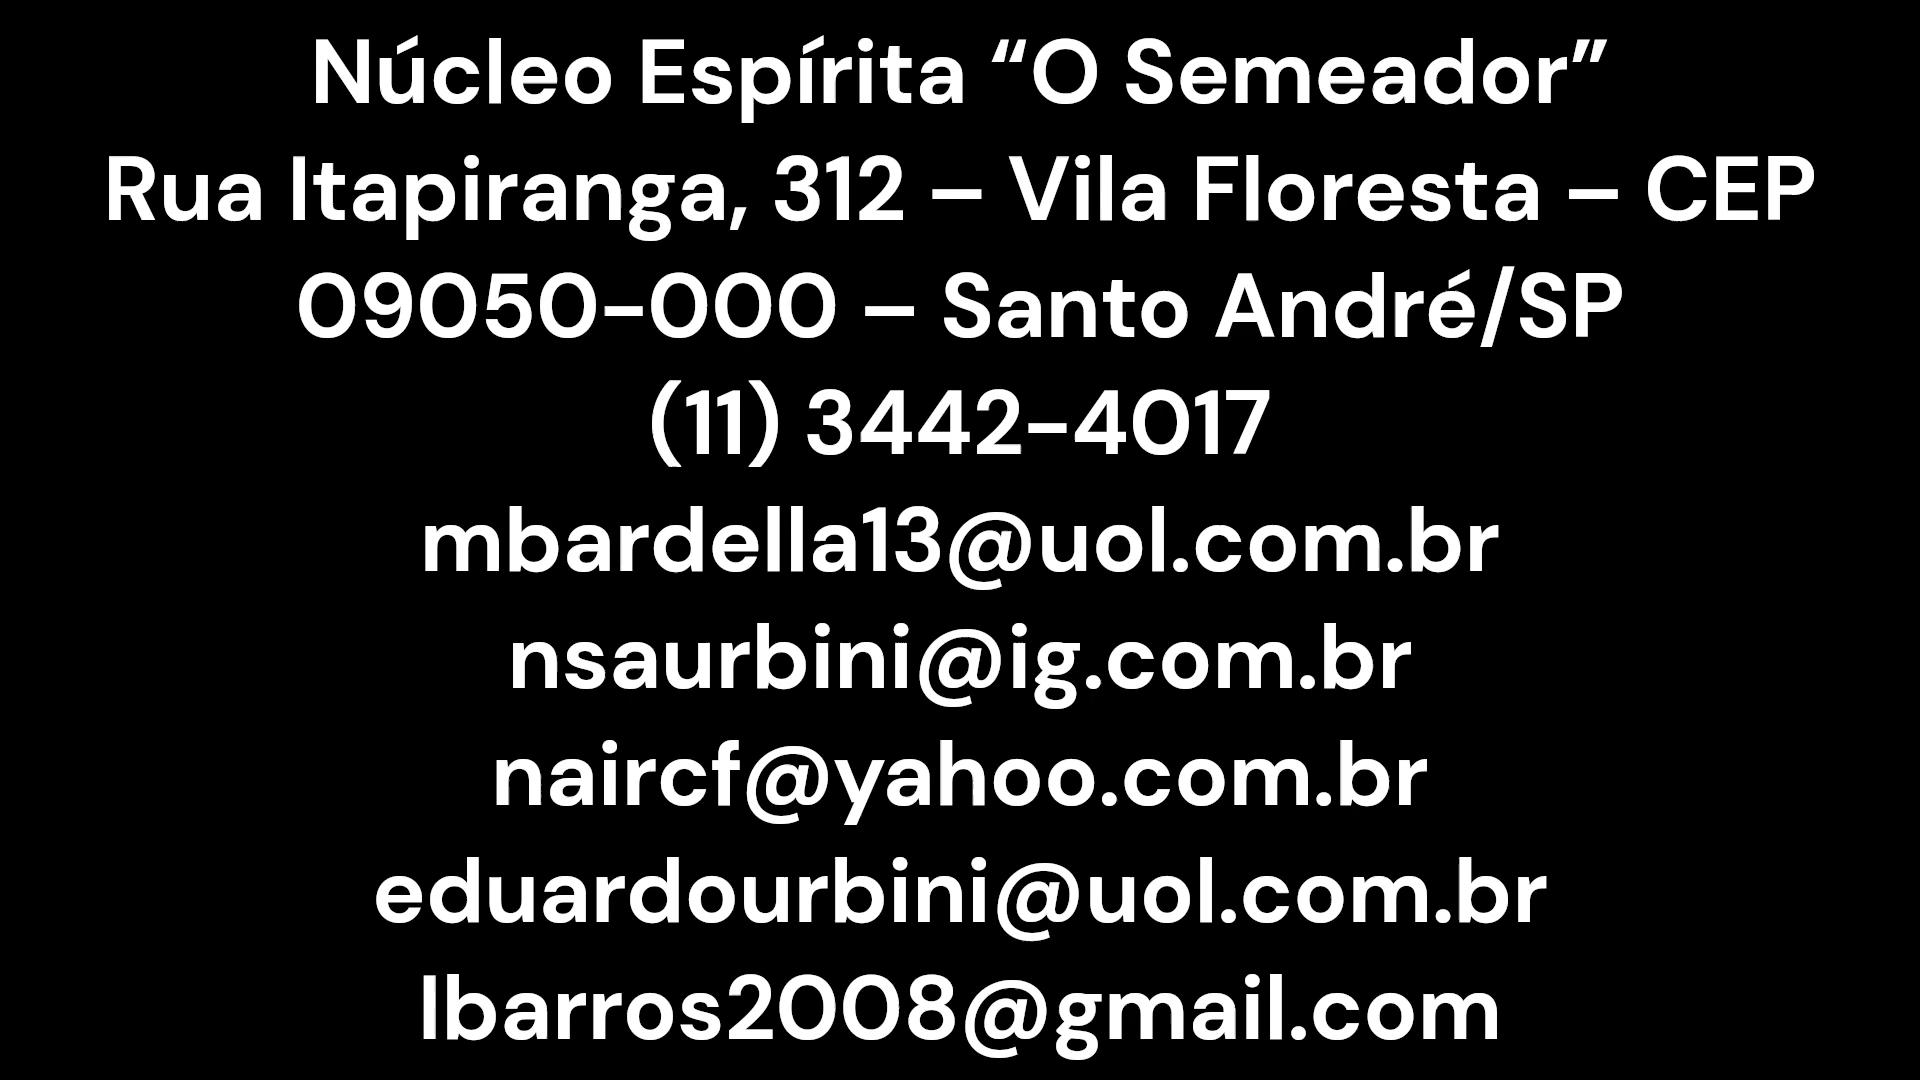 Núcleo Espírita “O Semeador”
Rua Itapiranga, 312 – Vila Floresta – CEP
09050-000 – Santo André/SP
(11) 3442-4017
mbardella13@uol.com.br
nsaurbini@ig.com.br
naircf@yahoo.com.br
eduardourbini@uol.com.br
lbarros2008@gmail.com